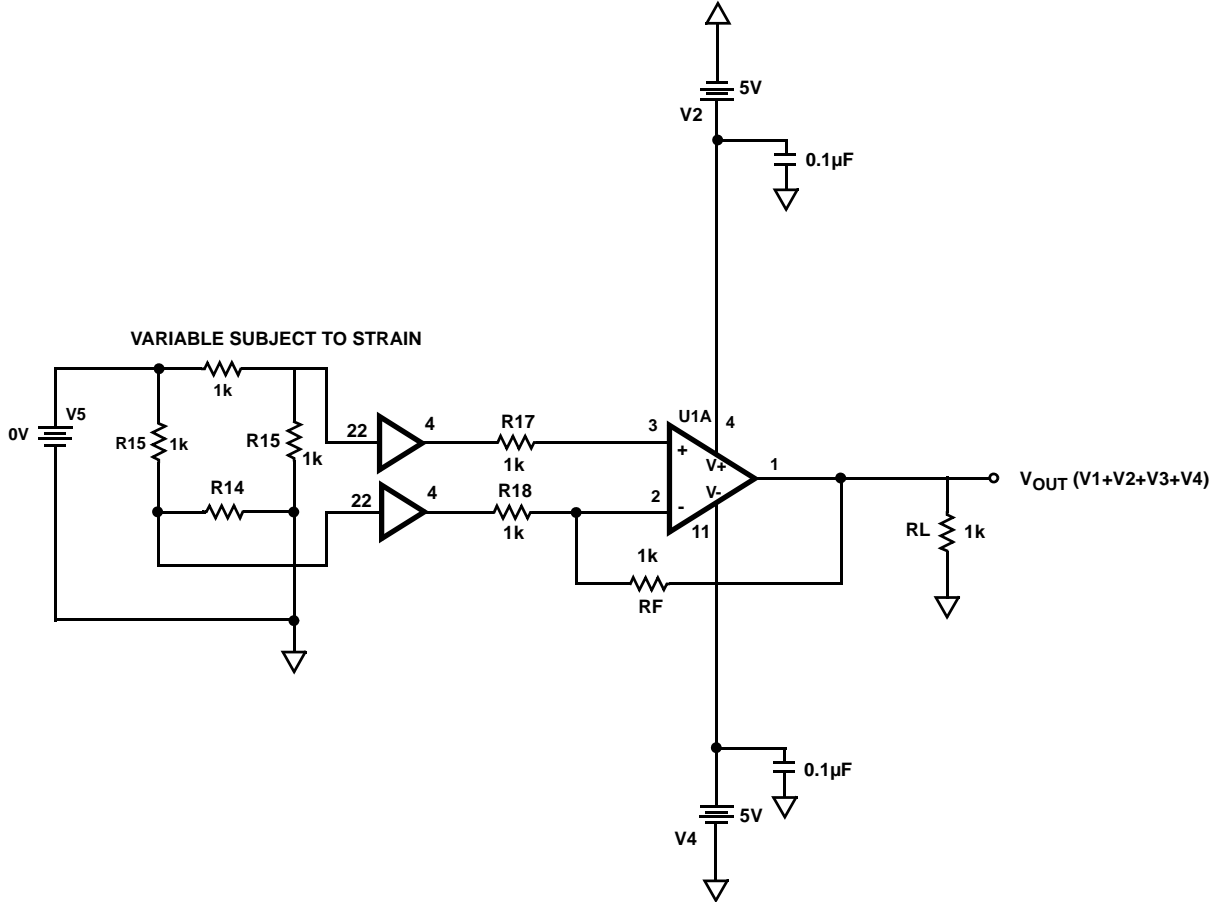 5V
V2
0.1µF
VARIABLE SUBJECT TO STRAIN
1k
V5
0V
R15
1k
R15
1k
R14
22
4
R17
1k
22
4
R18
1k
3
U1A
4
+
V+
V-
2
-
11
1
1k
RF
VOUT (V1+V2+V3+V4)
RL
1k
0.1µF
5V
V4